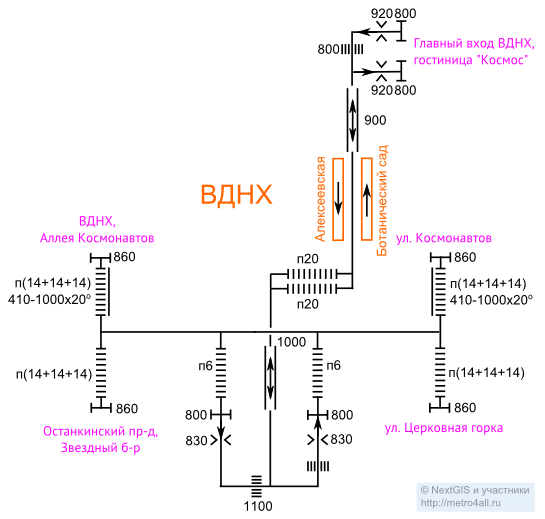 920 800
800
Главный вход ВДНХ,
гостиница "Космос"
920 800
900
ВДНХ
Алексеевская
Ботанический сад
ВДНХ,
Аллея Космонавтов
ул. Космонавтов
860
860
п20
п(14+14+14)
410-1000х20°
п(14+14+14)
410-1000х20°
п20
1000
п6
п6
п(14+14+14)
п(14+14+14)
860
800
800
860
Останкинский пр-д,
Звездный б-р
830
830
ул. Церковная горка
1100
© NextGIS и участники
http://metro4all.ru